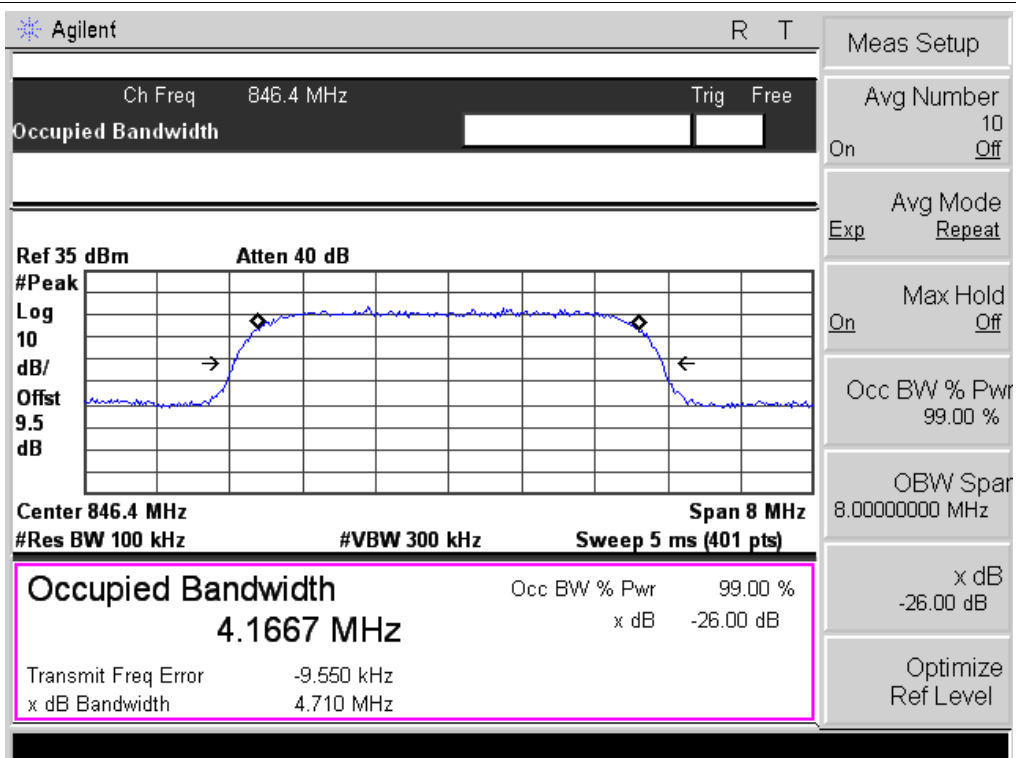 Agilent
R T
Ch Freq 846.4 MHz Trig Free
Occupied Bandwidth
Ref 35 dBm Atten 40 dB
#Peak
Log
10
dB/
Offst
9.5
dB
Center 846.4 MHz Span 8 MHz
#Res BW 100 kHz #VBW 300 kHz Sweep 5 ms (401 pts)
Occupied Bandwidth
4.1667 MHz
Occ BW % Pwr 99.00 %
x dB -26.00 dB
Transmit Freq Error -9.550 kHz
x dB Bandwidth 4.710 MHz
Meas Setup
Avg Number
10
On Off
Avg Mode
Exp Repeat
Max Hold
On Off
Occ BW % Pwr
99.00 %
OBW Span
8.00000000 MHz
x dB
-26.00 dB
Optimize
Ref Level